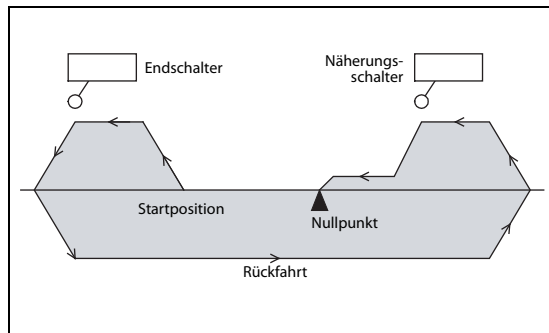 Endschalter
Näherungs-
schalter
Startposition
Nullpunkt
Rückfahrt